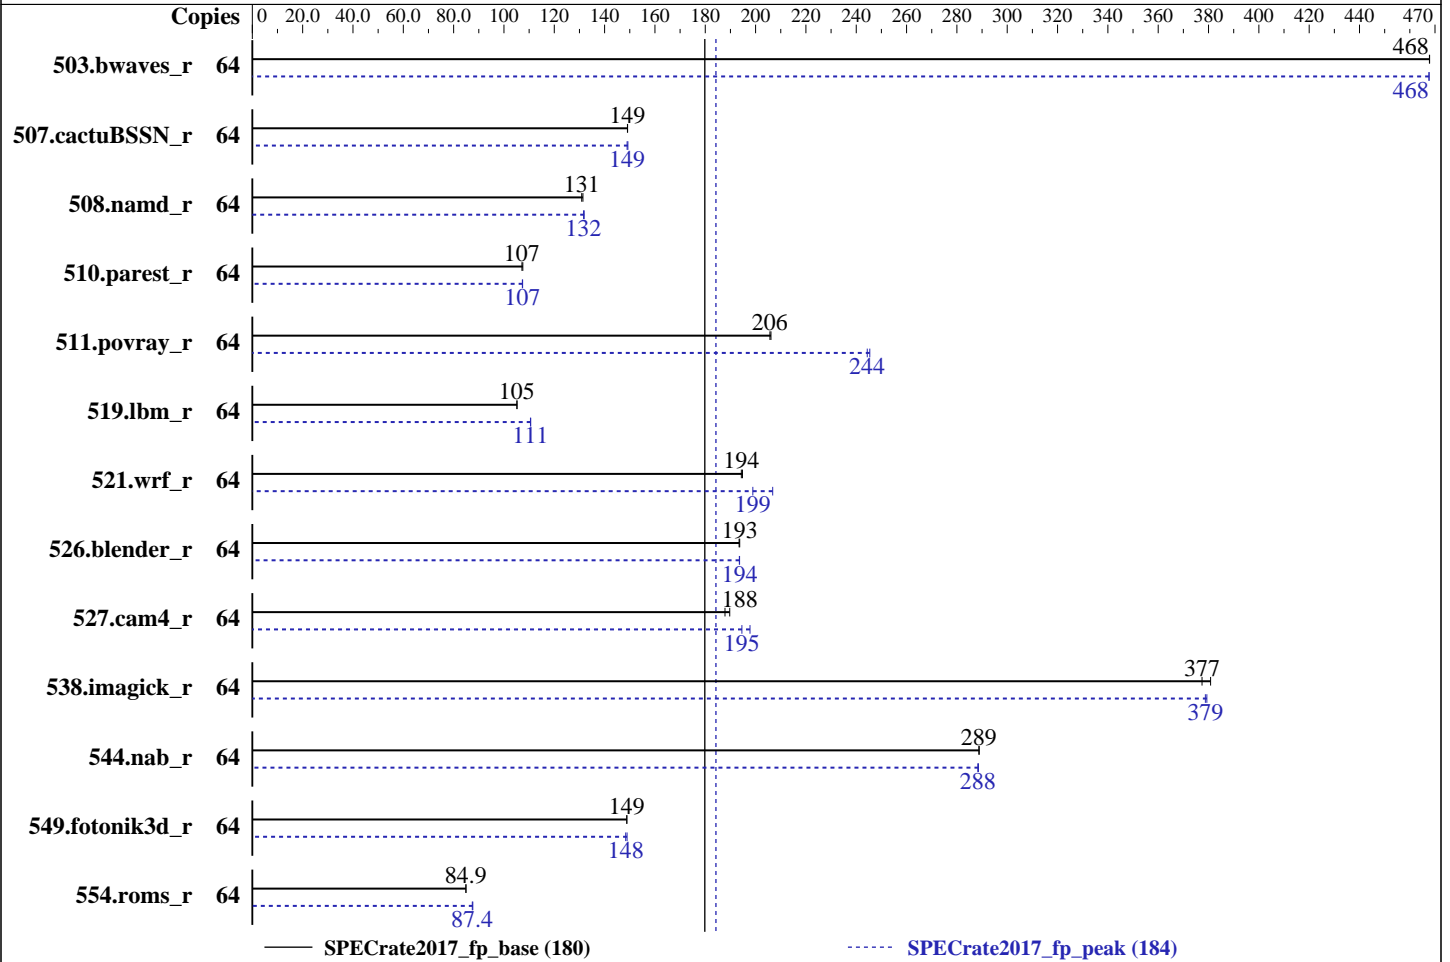 Copies 0 20.0 40.0 60.0 80.0 100 120 140 160 180 200 220 240 260 280 300 320 340 360 380 400 420 440 470
503.bwaves_r 64 468
468
507.cactuBSSN_r 64 149
149
508.namd_r 64 131
132
510.parest_r 64 107
107
511.povray_r 64 206
244
519.lbm_r 64 105
111
521.wrf_r 64 194
199
526.blender_r 64 193
194
527.cam4_r 64 188
195
538.imagick_r 64 377
379
544.nab_r 64 289
288
549.fotonik3d_r 64 149
148
554.roms_r 64 84.9
87.4
SPECrate2017_fp_base (180) SPECrate2017_fp_peak (184)